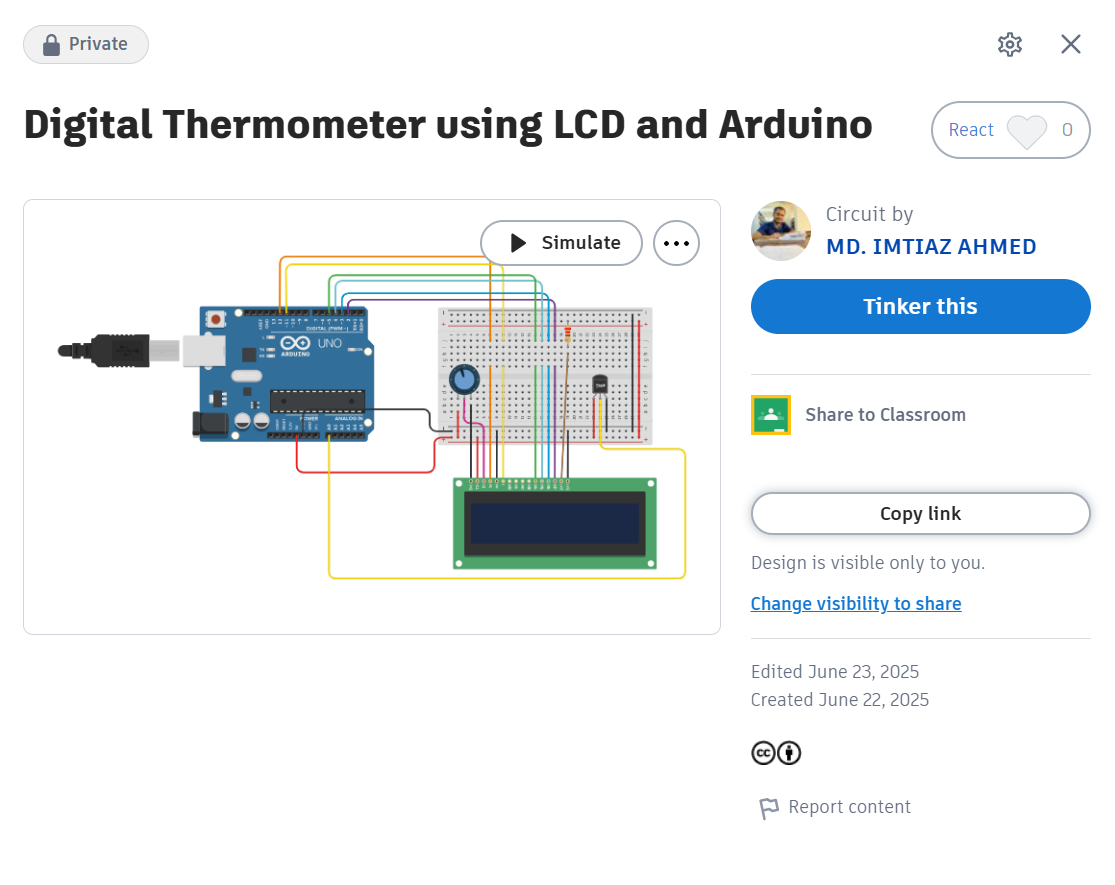 Private
Digital Thermometer using LCD and Arduino
React 0
Simulate
Circuit by
MD. IMTIAZ AHMED
Tinker this
Share to Classroom
Copy link
Design is visible only to you.
Change visibility to share
Edited June 23, 2025
Created June 22, 2025
cc
Report content
DIGITAL (PWM~)
UNO
ARDUINO
POWER
ANALOG IN
TMP